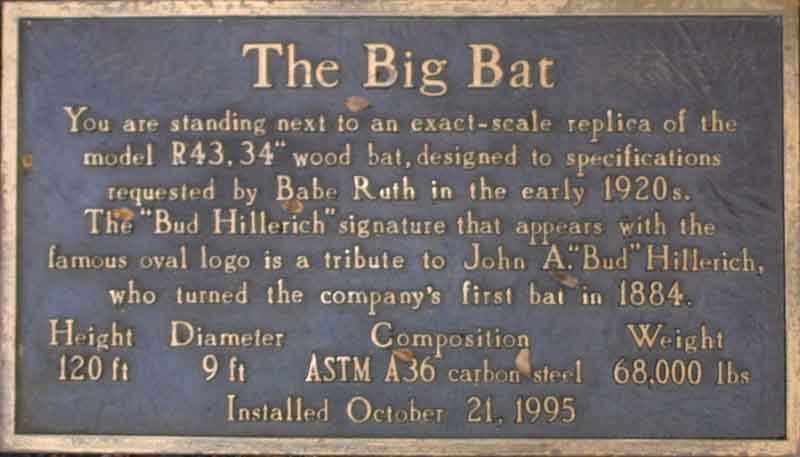 The Big Bat
You are standing next to an exact-scale replica of the
model R43, 34" wood bat, designed to specifications
requested by Babe Ruth in the early 1920s.
The "Bud Hillerich" signature that appears with the
famous oval logo is a tribute to John A. "Bud" Hillerich,
who turned the company's first bat in 1884.
Height Diameter Composition Weight
120 ft 9 ft ASTM A36 carbon steel 68,000 lbs
Installed October 21, 1995